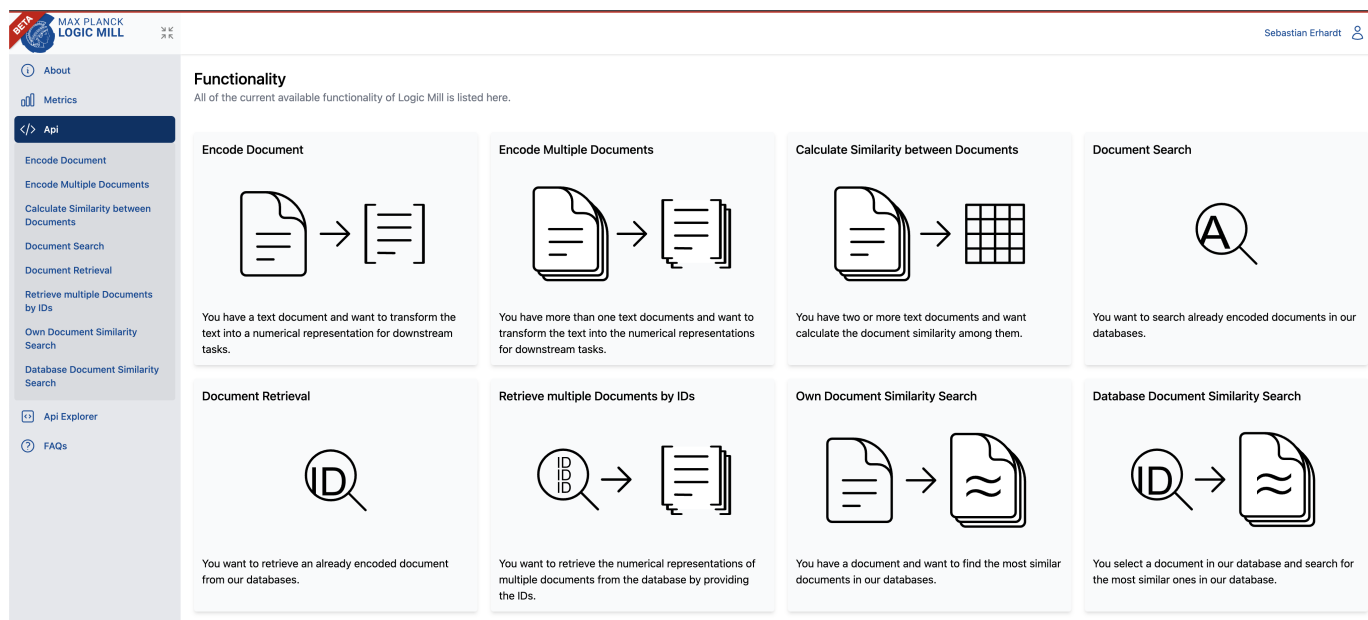 BETA
MAX PLANCK
LOGIC MILL
Sebastian Erhardt
About
Metrics
</> Api
Encode Document
Encode Multiple Documents
Calculate Similarity between
Documents
Document Search
Document Retrieval
Retrieve multiple Documents
by IDs
Own Document Similarity
Search
Database Document Similarity
Search
Api Explorer
FAQs
Functionality
All of the current available functionality of Logic Mill is listed here.
Encode Document
You have a text document and want to transform the
text into a numerical representation for downstream
tasks.
Encode Multiple Documents
You have more than one text documents and want to
transform the text into the numerical representations
for downstream tasks.
Calculate Similarity between Documents
You have two or more text documents and want
calculate the document similarity among them.
Document Search
A
You want to search already encoded documents in our
databases.
Document Retrieval
ID
You want to retrieve an already encoded document
from our databases.
Retrieve multiple Documents by IDs
ID
ID
ID
You want to retrieve the numerical representations of
multiple documents from the database by providing
the IDs.
Own Document Similarity Search
≈
You have a document and want to find the most similar
documents in our databases.
Database Document Similarity Search
ID
≈
You select a document in our database and search for
the most similar ones in our database.